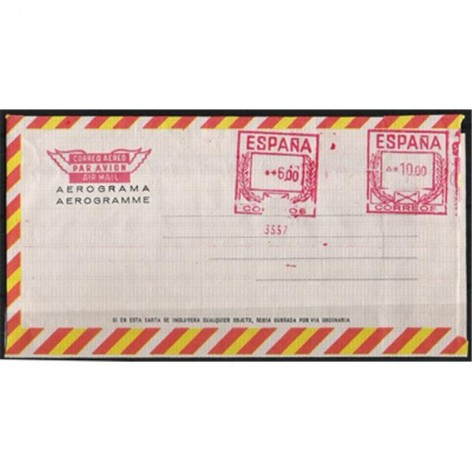 CORREO AEREO
PAR AVION
AIR MAIL
AEROGRAMA
AEROGRAMME
ESPAÑA
**6,00
ESPAÑA
10,00
CORREOS
3557
SI EN ESTA CARTA SE INCLUYERA CUALQUIER OBJETO, SERIA CURSADA POR VIA ORDINARIA